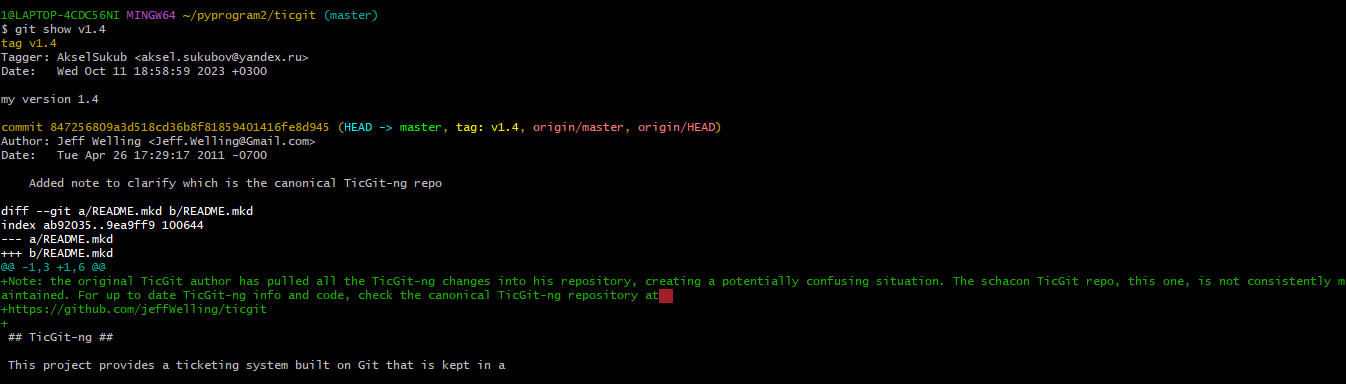 1@LAPTOP-4CDC56NI MINGW64 ~/pyprogram2/ticgit (master)
$ git show v1.4
tag v1.4
Tagger: AkselSukub <aksel.sukubov@yandex.ru>
Date:   Wed Oct 11 18:58:59 2023 +0300

my version 1.4

commit 847256809a3d518cd36b8f81859401416fe8d945 (HEAD -> master, tag: v1.4, origin/master, origin/HEAD)
Author: Jeff Welling <Jeff.Welling@Gmail.com>
Date:   Tue Apr 26 17:29:17 2011 -0700

    Added note to clarify which is the canonical TicGit-ng repo

diff --git a/README.mkd b/README.mkd
index ab92035..9ea9ff9 100644
--- a/README.mkd
+++ b/README.mkd
@@ -1,3 +1,6 @@
+Note: the original TicGit author has pulled all the TicGit-ng changes into his repository, creating a potentially confusing situation. The schacon TicGit repo, this one, is not consistently m
aintained. For up to date TicGit-ng info and code, check the canonical TicGit-ng repository at
+https://github.com/jeffWelling/ticgit
+
 ## TicGit-ng ##

 This project provides a ticketing system built on Git that is kept in a